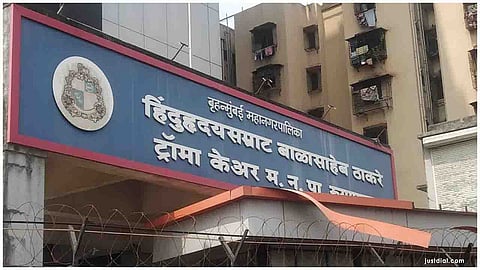 बृहन्मुंबई महानगरपालिका
हिंदुहृदयसम्राट बाळासाहेब ठाकरे
ट्रॉमा केअर म. न. पा.
justdial.com